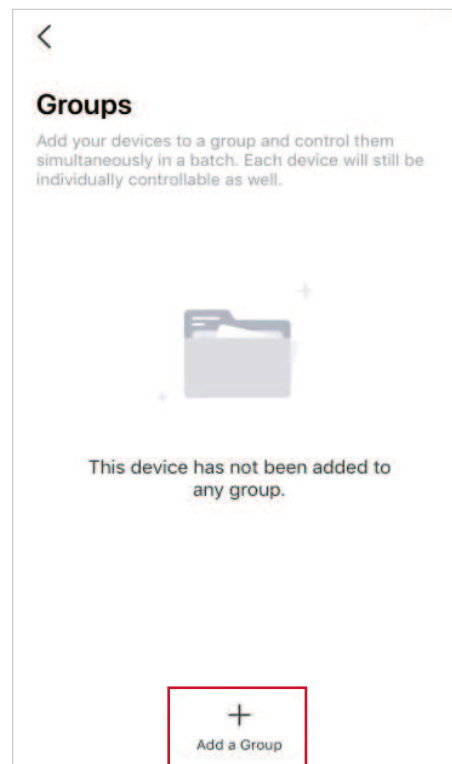 Groups
Add your devices to a group and control them
simultaneously in a batch. Each device will still be
individually controllable as well.
This device has not been added to
any group.
Add a Group